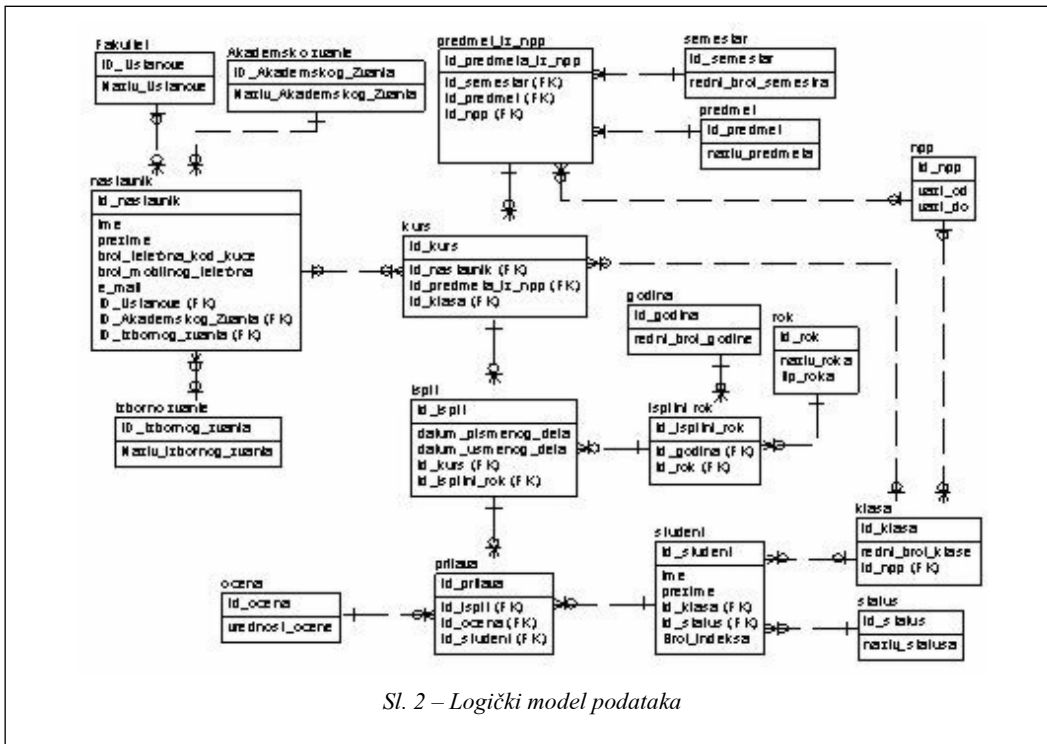 Fakultet
ID_Ustanove
Naziv_Ustanove
Akademsko zvanje
ID_Akademskog_Zvanja
Naziv_Akademskog_Zvanja
predmet_iz_npp
id_predmeta_iz_npp
id_semestar (FK)
id_predmet (FK)
id_npp (FK)
semestar
id_semestar
redni_broj_semestra
predmet
id_predmet
naziv_predmeta
npp
id_npp
vazi_od
vazi_do
nastavnik
id_nastavnik
ime
prezime
broj_telefona_kod_kuce
broj_mobilnog_telefona
e_mail
ID_Ustanove (FK)
ID_Akademskog_Zvanja (FK)
ID_Izbornog_zvanja (FK)
kurs
id_kurs
id_nastavnik (FK)
id_predmeta_iz_npp (FK)
id_klasa (FK)
godina
id_godina
redni_broj_godine
rok
id_rok
naziv_roka
tip_roka
Izborno zvanje
ID_Izbornog_zvanja
Naziv_Izbornog_zvanja
ispit
id_ispit
datum_pismenog_dela
datum_usmenog_dela
id_kurs (FK)
id_ispitni_rok (FK)
ispitni rok
id_ispitni_rok
id_godina (FK)
id_rok (FK)
klasa
id_klasa
redni_broj_klase
id_npp (FK)
student
id_student
ime
prezime
id_klasa (FK)
id_status (FK)
Broj_indeksa
status
id_status
naziv_statusa
prijava
id_prijava
id_ispit (FK)
id_ocena (FK)
id_student (FK)
ocena
id_ocena
vrednost_ocene
Sl. 2 – Logički model podataka